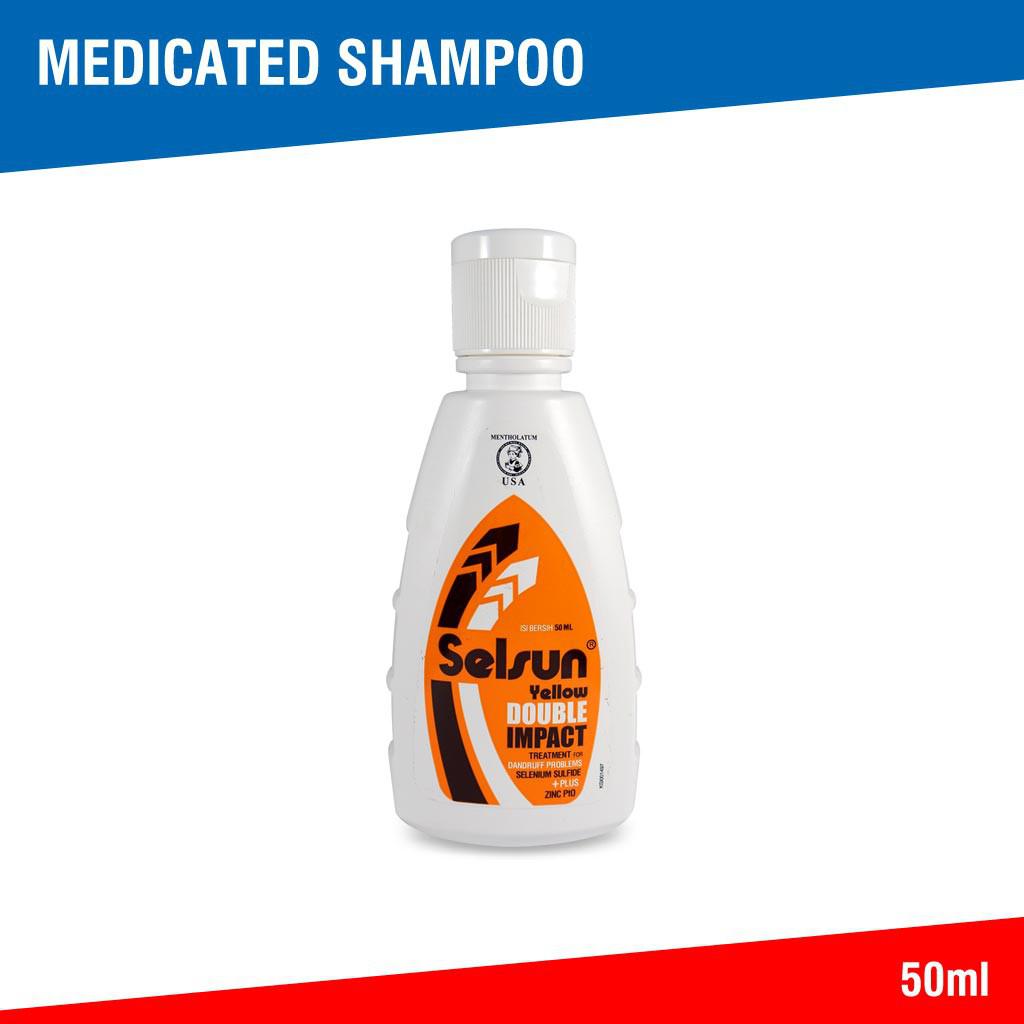 MEDICATED SHAMPOO
MENTHOLATUM
USA
ISI BERSIH 50 ML
Selsun®
Yellow
DOUBLE
IMPACT
TREATMENT FOR
DANDRUFF PROBLEMS
SELENIUM SULFIDE
+PLUS
ZINC PtO
50ml